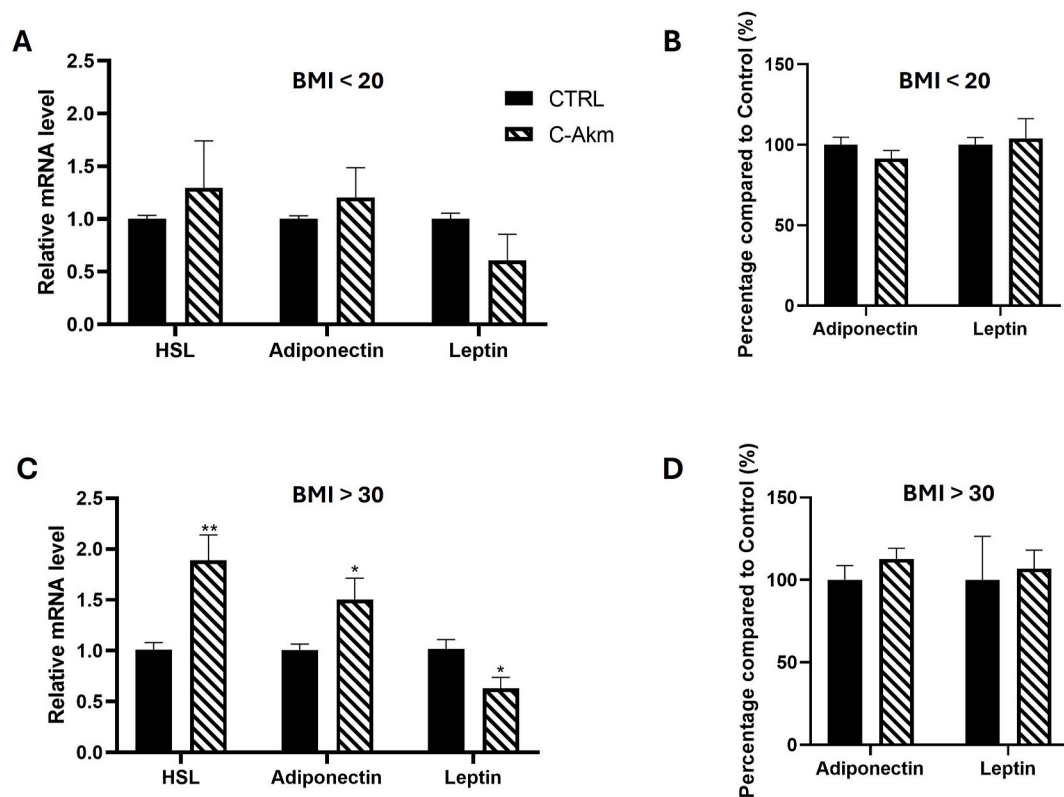 A
BMI < 20
Relative mRNA level
2.5
2.0
1.5
1.0
0.5
0.0
HSL
Adiponectin
Leptin
CTRL
C-Akm
B
BMI < 20
Percentage compared to Control (%)
150
100
50
0
Adiponectin
Leptin
C
BMI > 30
Relative mRNA level
2.5
2.0
1.5
1.0
0.5
0.0
**
*
*
HSL
Adiponectin
Leptin
D
BMI > 30
Percentage compared to Control (%)
150
100
50
0
Adiponectin
Leptin